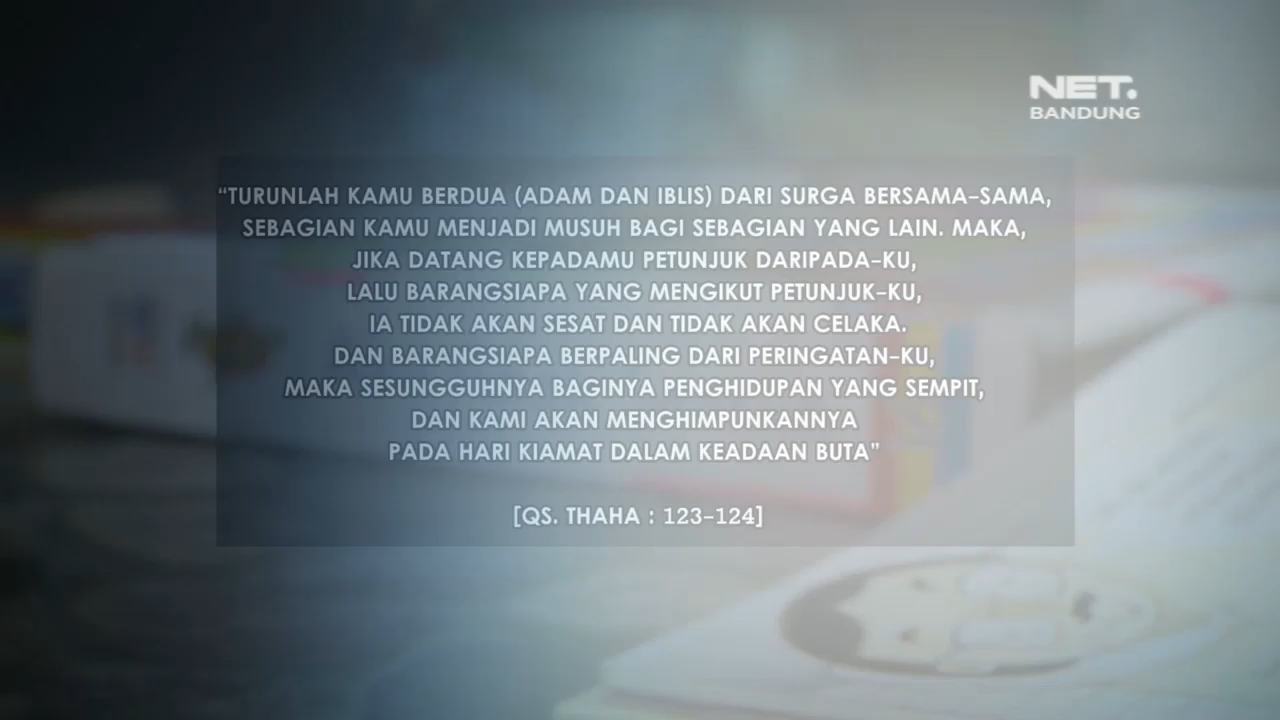 NET.
BANDUNG
“TURUNLAH KAMU BERDUA (ADAM DAN IBLIS) DARI SURGA BERSAMA-SAMA,
SEBAGIAN KAMU MENJADI MUSUH BAGI SEBAGIAN YANG LAIN. MAKA,
JIKA DATANG KEPADAMU PETUNJUK DARIPADA-KU,
LALU BARANGSIAPA YANG MENGIKUT PETUNJUK-KU,
IA TIDAK AKAN SESAT DAN TIDAK AKAN CELAKA.
DAN BARANGSIAPA BERPALING DARI PERINGATAN-KU,
MAKA SESUNGGUHNYA BAGINYA PENGHIDUPAN YANG SEMPIT,
DAN KAMI AKAN MENGHIMPUNKANNYA
PADA HARI KIAMAT DALAM KEADAAN BUTA”
[QS. THAHA : 123-124]